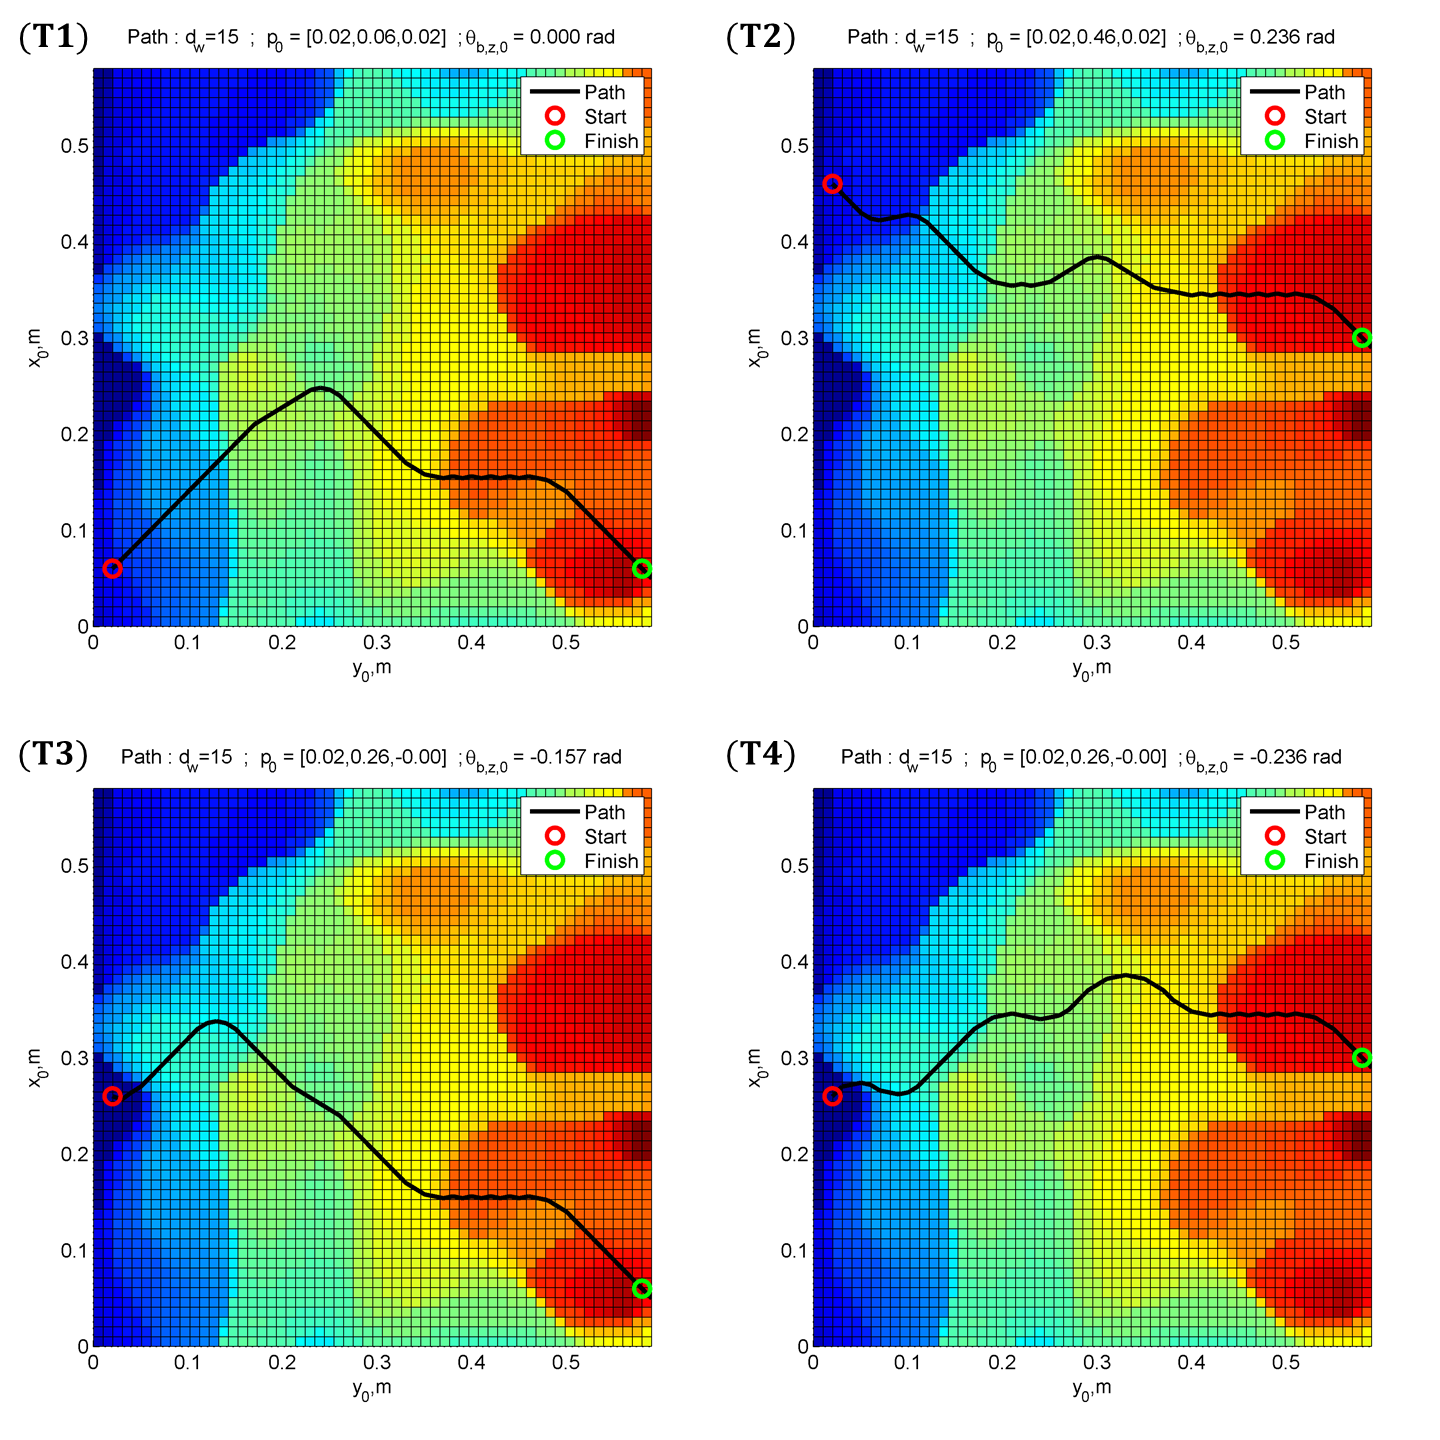 (T1) Path : d_w=15 ; p_0 = [0.02,0.06,0.02] ;θ_b,z,0 = 0.000 rad
Path
Start
Finish
0.5
0.4
0.3
0.2
0.1
0
x_0,m
0 0.1 0.2 0.3 0.4 0.5
y_0,m
(T2) Path : d_w=15 ; p_0 = [0.02,0.46,0.02] ;θ_b,z,0 = 0.236 rad
Path
Start
Finish
0.5
0.4
0.3
0.2
0.1
0
x_0,m
0 0.1 0.2 0.3 0.4 0.5
y_0,m
(T3) Path : d_w=15 ; p_0 = [0.02,0.26,-0.00] ;θ_b,z,0 = -0.157 rad
Path
Start
Finish
0.5
0.4
0.3
0.2
0.1
0
x_0,m
0 0.1 0.2 0.3 0.4 0.5
y_0,m
(T4) Path : d_w=15 ; p_0 = [0.02,0.26,-0.00] ;θ_b,z,0 = -0.236 rad
Path
Start
Finish
0.5
0.4
0.3
0.2
0.1
0
x_0,m
0 0.1 0.2 0.3 0.4 0.5
y_0,m